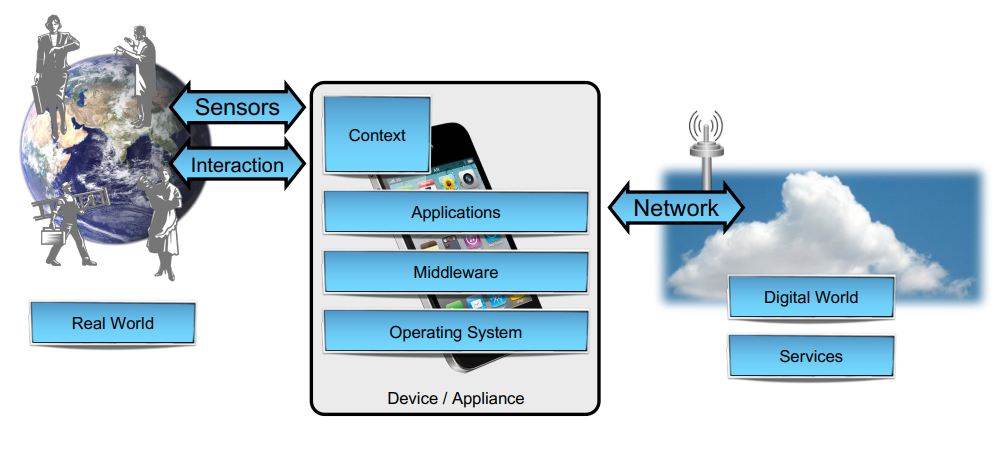 Sensors
Interaction
Real World
Context
Applications
Middleware
Operating System
Device / Appliance
Network
Digital World
Services